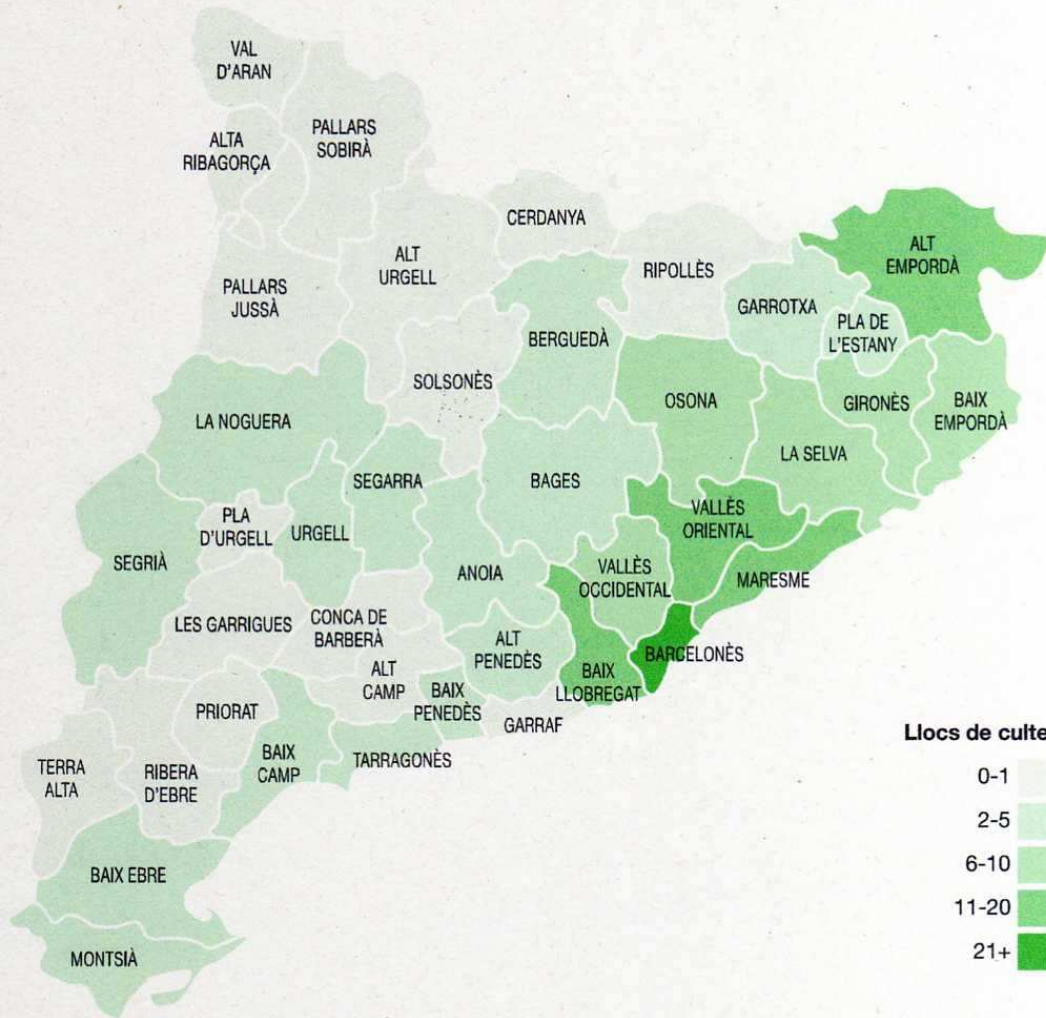 VAL
D'ARAN
PALLARS
SOBIRÀ
ALTA
RIBAGORÇA
CERDANYA
ALT
URGELL
RIPOLLÈS
ALT
EMPORDÀ
PALLARS
JUSSÀ
GARROTXA
PLA DE
L'ESTANY
BERGUEDÀ
SOLSONÈS
OSONA
GIRONÈS
BAIX
EMPORDÀ
LA NOGUERA
LA SELVA
SEGARRA
BAGES
PLA
D'URGELL
URGELL
VALLÈS
ORIENTAL
SEGRIÀ
ANOIA
VALLÈS
OCCIDENTAL
MARESME
LES GARRIGUES
CONCA DE
BARBERÀ
ALT
PENEDÈS
BARCELONÈS
ALT
CAMP
BAIX
LLOBREGAT
BAIX
PENEDÈS
PRIORAT
GARRAF
BAIX
CAMP
TARRAGONÈS
TERRA
ALTA
RIBERA
D'EBRE
BAIX EBRE
MONTSIÀ
Llocs de culte
0-1
2-5
6-10
11-20
21+